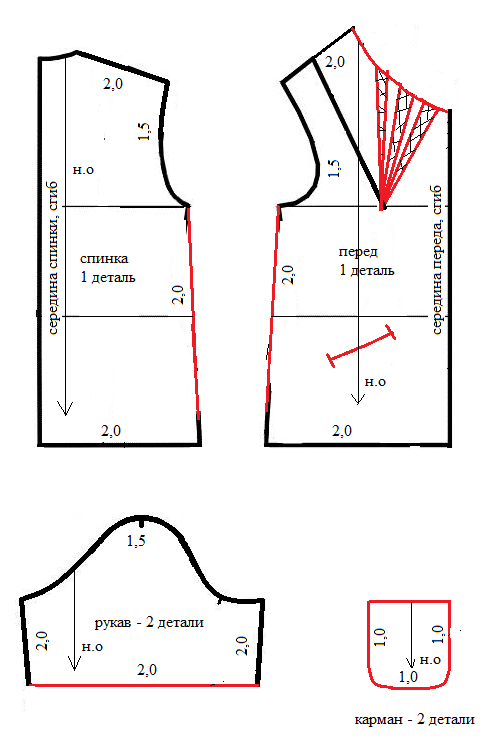 2,0
2,0
1,5
1,5
н.о
середина спинки, сгиб
спинка
1 деталь
2,0
2,0
перед
1 деталь
середина переда, сгиб
н.о
2,0
2,0
1,5
рукав - 2 детали
2,0
н.о
2,0
2,0
1,0
1,0
н.о
1,0
карман - 2 детали